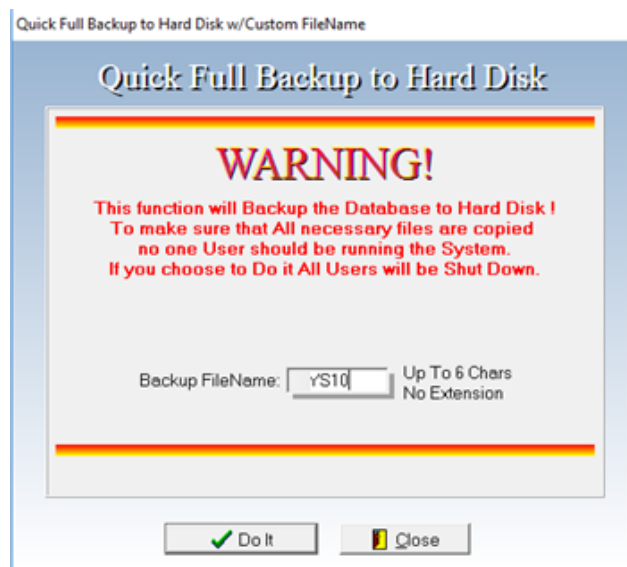 Quick Full Backup to Hard Disk w/Custom FileName
Quick Full Backup to Hard Disk
WARNING!
This function will Backup the Database to Hard Disk !
To make sure that All necessary files are copied
no one User should be running the System.
If you choose to Do it All Users will be Shut Down.
Backup FileName: YS10 Up To 6 Chars
No Extension
Do It Close